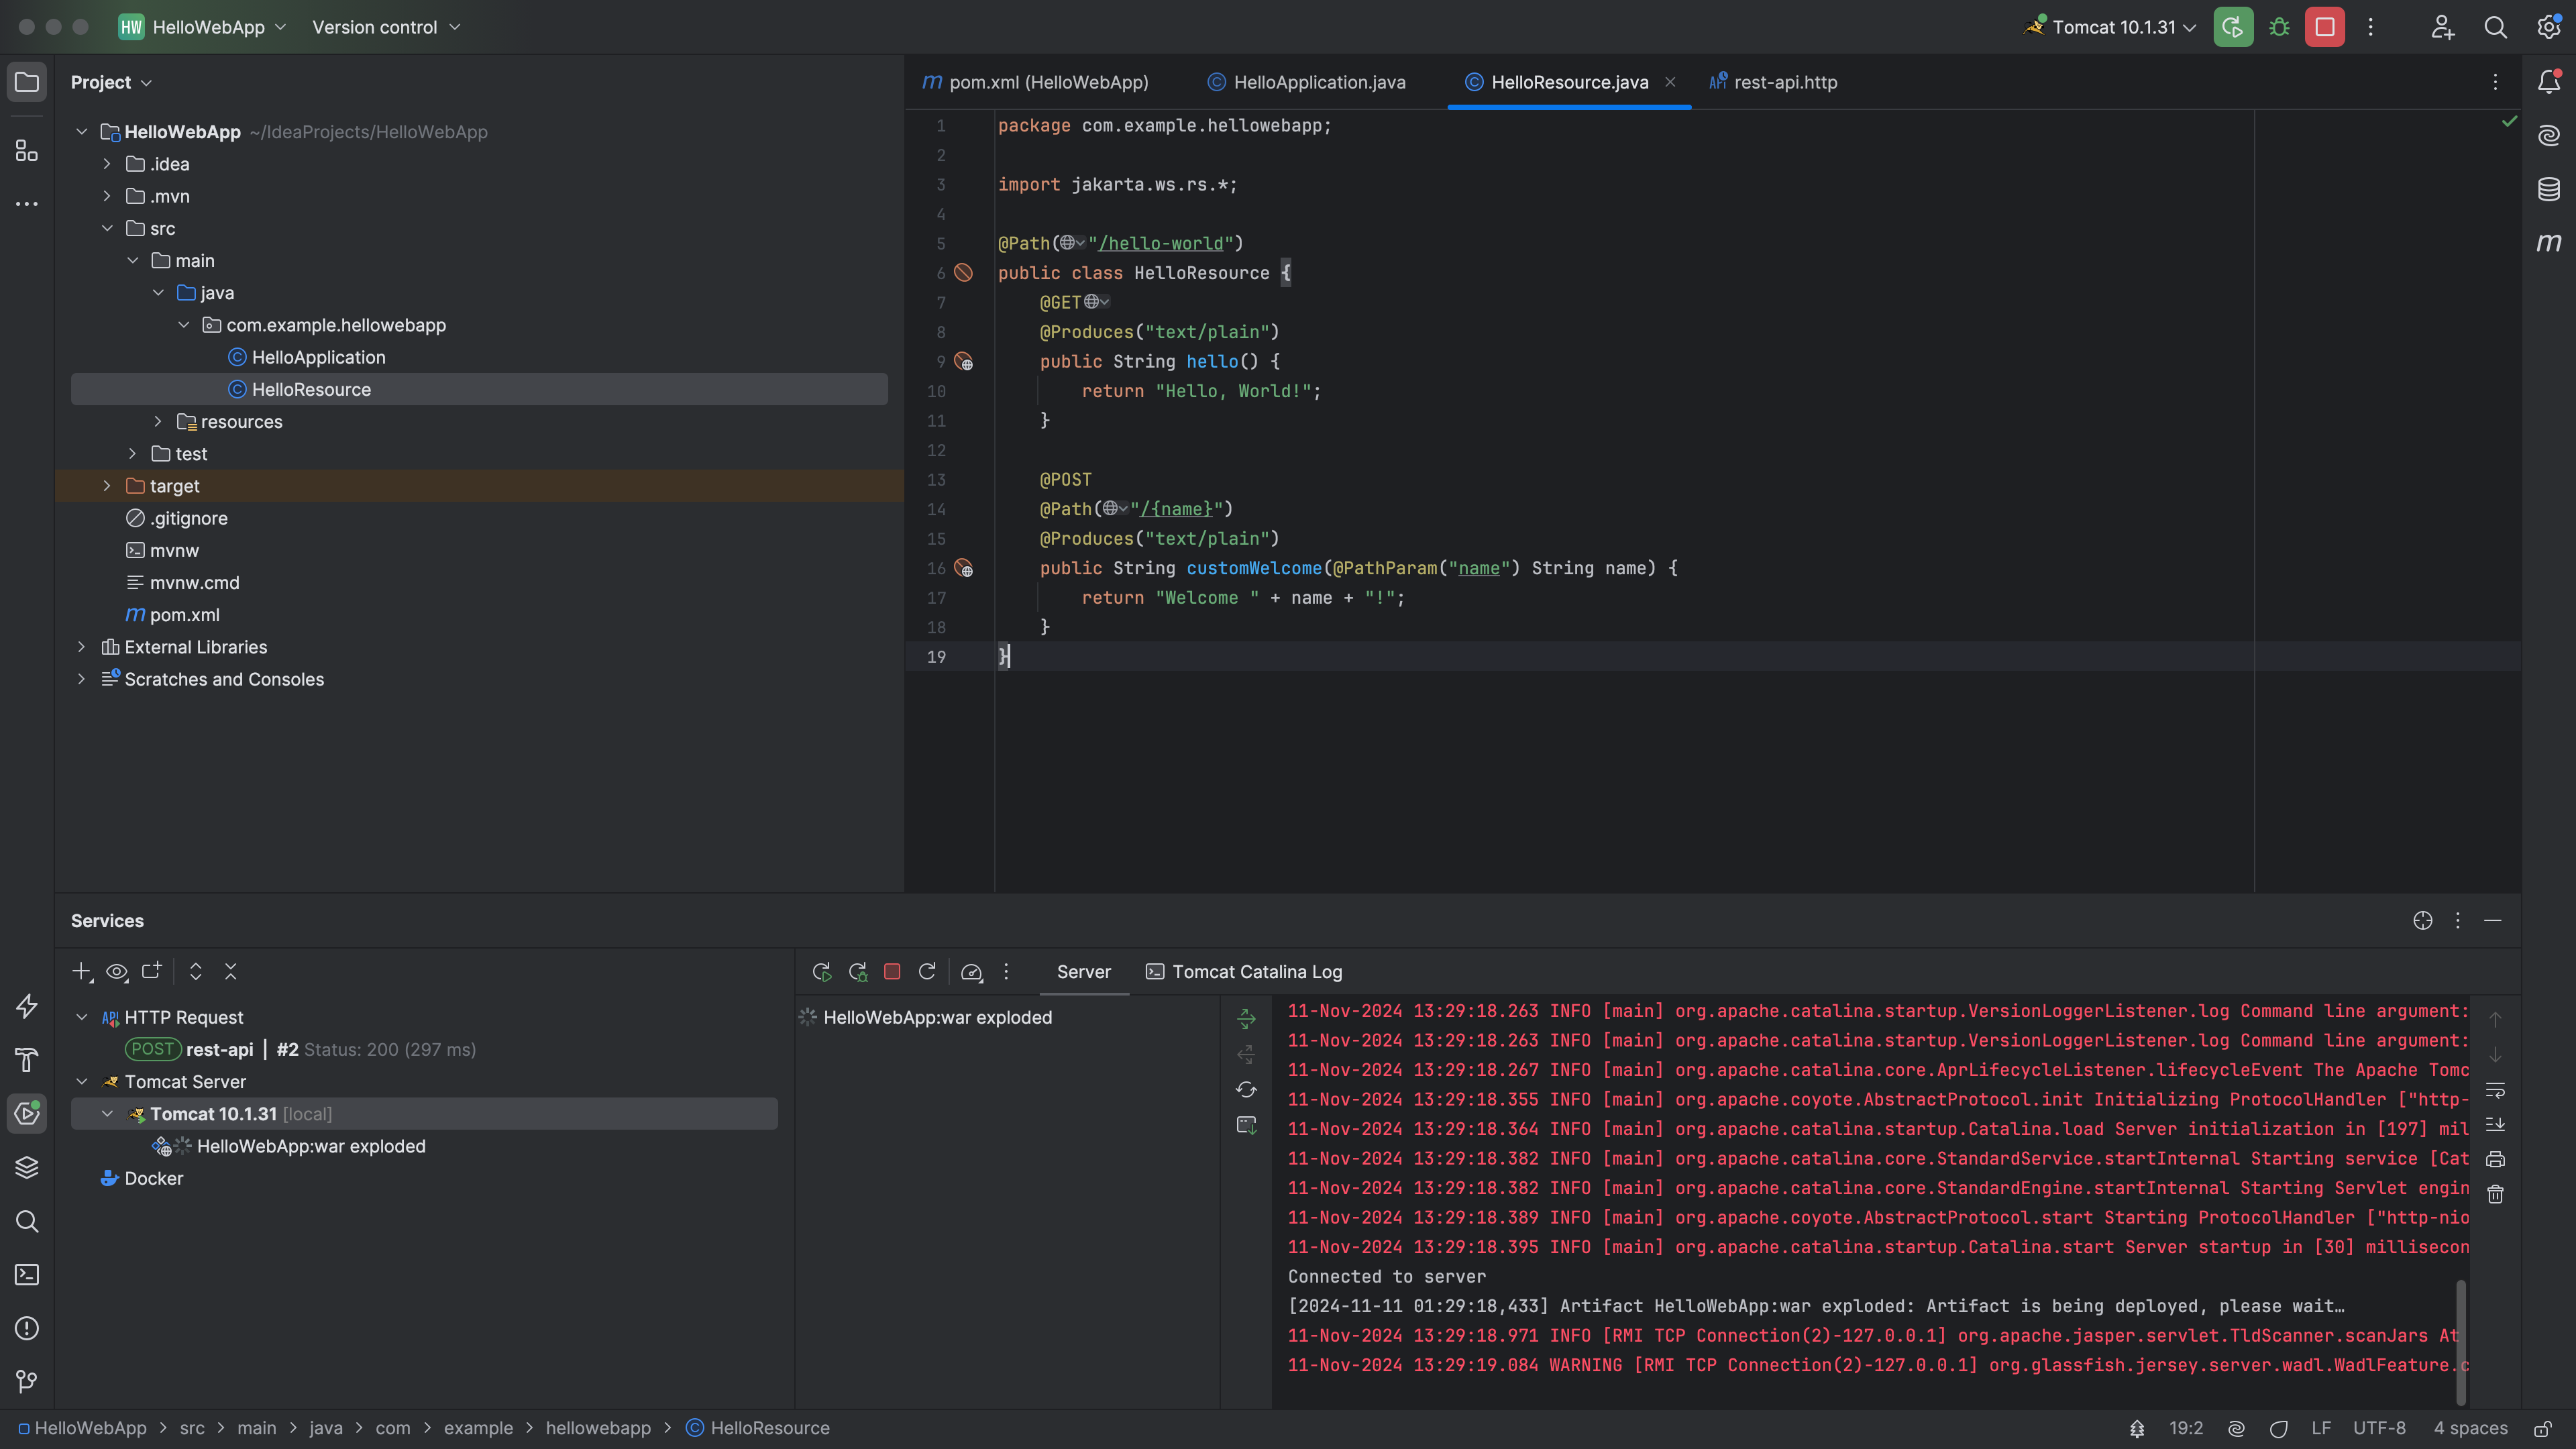 HW HelloWebApp Version control Tomcat 10.1.31
Project
HelloWebApp ~/IdeaProjects/HelloWebApp
.idea
.mvn
src
main
java
com.example.hellowebapp
HelloApplication
HelloResource
resources
test
target
.gitignore
mvnw
mvnw.cmd
pom.xml
External Libraries
Scratches and Consoles
pom.xml (HelloWebApp) HelloApplication.java HelloResource.java rest-api.http
1 package com.example.hellowebapp;
2
3 import jakarta.ws.rs.*;
4
5 @Path("/hello-world")
6 public class HelloResource {
7 @GET
8 @Produces("text/plain")
9 public String hello() {
10 return "Hello, World!";
11 }
12
13 @POST
14 @Path("/{name}")
15 @Produces("text/plain")
16 public String customWelcome(@PathParam("name") String name) {
17 return "Welcome " + name + "!";
18 }
19 }
Services
HTTP Request
POST rest-api | #2 Status: 200 (297 ms)
Tomcat Server
Tomcat 10.1.31 [local]
HelloWebApp:war exploded
Docker
Server Tomcat Catalina Log
HelloWebApp:war exploded
11-Nov-2024 13:29:18.263 INFO [main] org.apache.catalina.startup.VersionLoggerListener.log Command line argument:
11-Nov-2024 13:29:18.263 INFO [main] org.apache.catalina.startup.VersionLoggerListener.log Command line argument:
11-Nov-2024 13:29:18.267 INFO [main] org.apache.catalina.core.AprLifecycleListener.lifecycleEvent The Apache Tomc
11-Nov-2024 13:29:18.355 INFO [main] org.apache.coyote.AbstractProtocol.init Initializing ProtocolHandler ["http-
11-Nov-2024 13:29:18.364 INFO [main] org.apache.catalina.startup.Catalina.load Server initialization in [197] mil
11-Nov-2024 13:29:18.382 INFO [main] org.apache.catalina.core.StandardService.startInternal Starting service [Cat
11-Nov-2024 13:29:18.382 INFO [main] org.apache.catalina.core.StandardEngine.startInternal Starting Servlet engin
11-Nov-2024 13:29:18.389 INFO [main] org.apache.coyote.AbstractProtocol.start Starting ProtocolHandler ["http-nio
11-Nov-2024 13:29:18.395 INFO [main] org.apache.catalina.startup.Catalina.start Server startup in [30] millisecon
Connected to server
[2024-11-11 01:29:18,433] Artifact HelloWebApp:war exploded: Artifact is being deployed, please wait…
11-Nov-2024 13:29:18.971 INFO [RMI TCP Connection(2)-127.0.0.1] org.apache.jasper.servlet.TldScanner.scanJars At
11-Nov-2024 13:29:19.084 WARNING [RMI TCP Connection(2)-127.0.0.1] org.glassfish.jersey.server.wadl.WadlFeature.c
HelloWebApp > src > main > java > com > example > hellowebapp > HelloResource 19:2 LF UTF-8 4 spaces